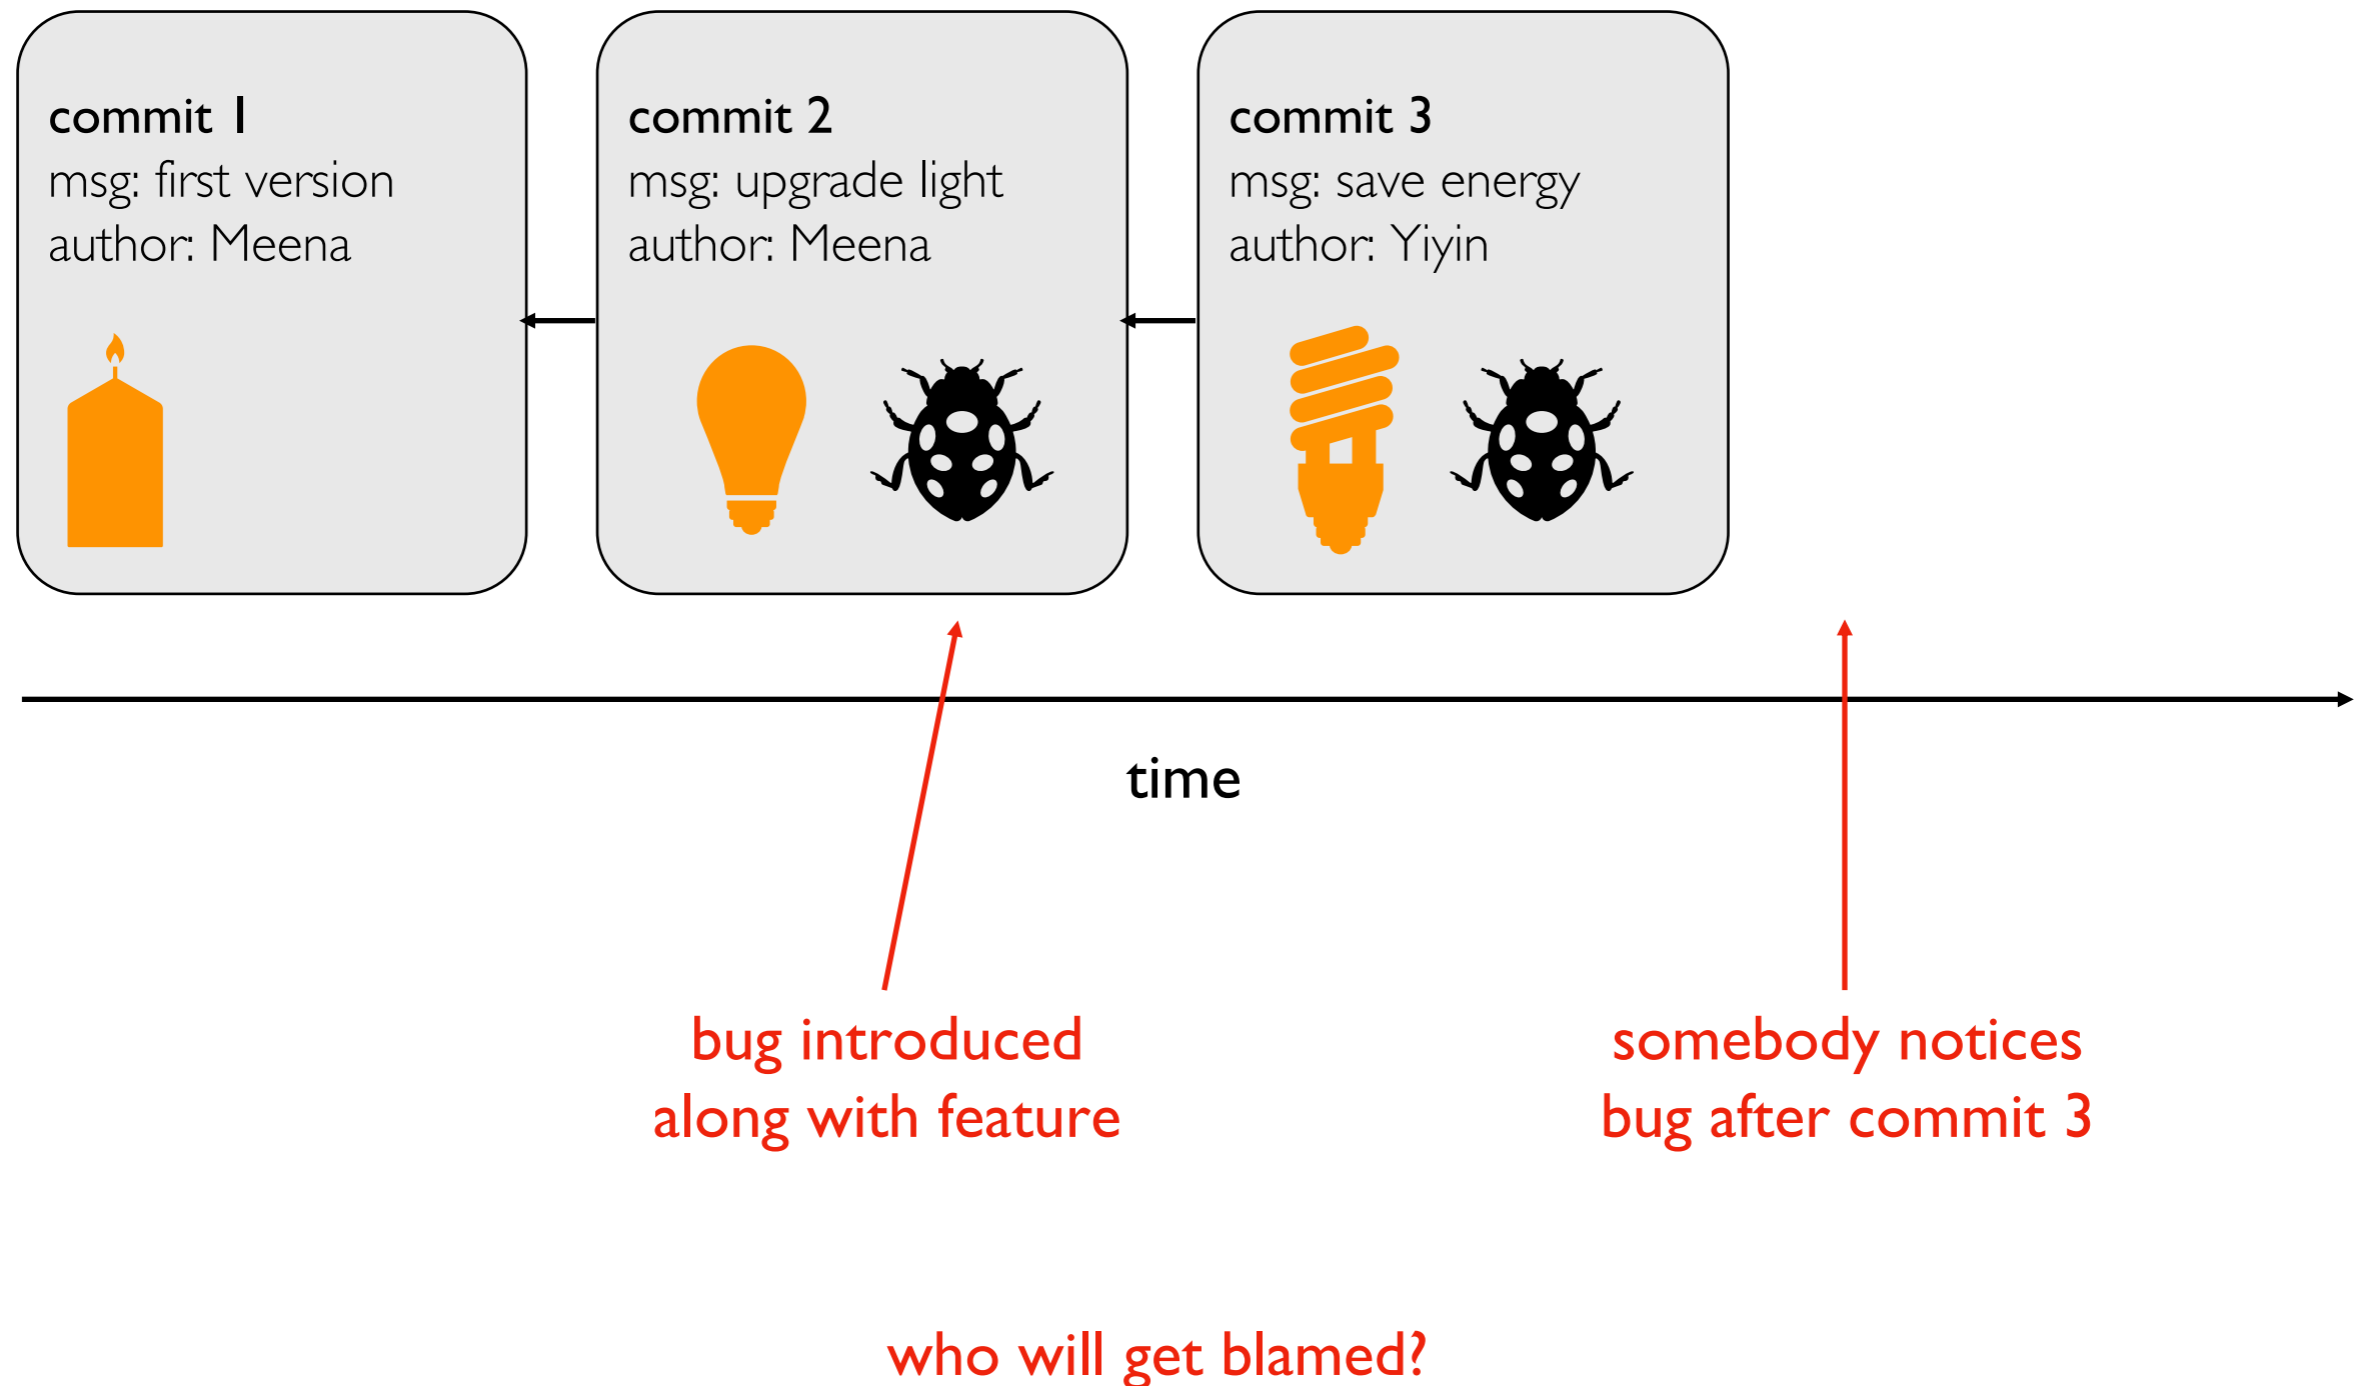 commit 1
msg: first version
author: Meena
commit 2
msg: upgrade light
author: Meena
commit 3
msg: save energy
author: Yiyin
time
bug introduced
along with feature
somebody notices
bug after commit 3
who will get blamed?